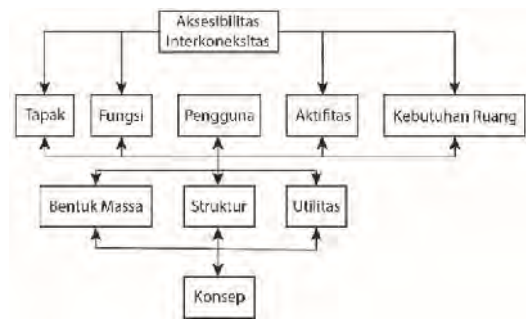 Aksesibilitas
Interkoneksitas
Tapak
Fungsi
Pengguna
Aktifitas
Kebutuhan Ruang
Bentuk Massa
Struktur
Utilitas
Konsep